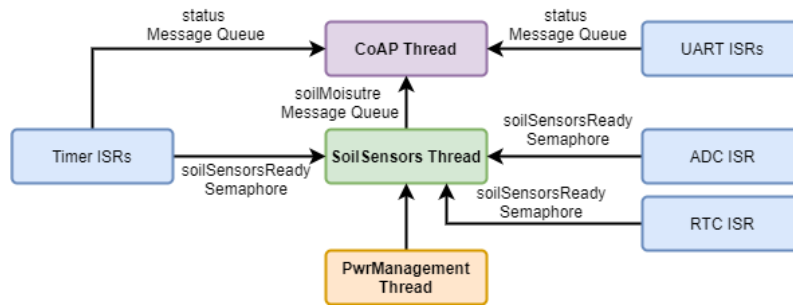 status
Message Queue
status
Message Queue
CoAP Thread
UART ISRs
soilMoisutre
Message Queue
soilSensorsReady
Semaphore
Timer ISRs
SoilSensors Thread
ADC ISR
soilSensorsReady
Semaphore
soilSensorsReady
Semaphore
RTC ISR
PwrManagement
Thread